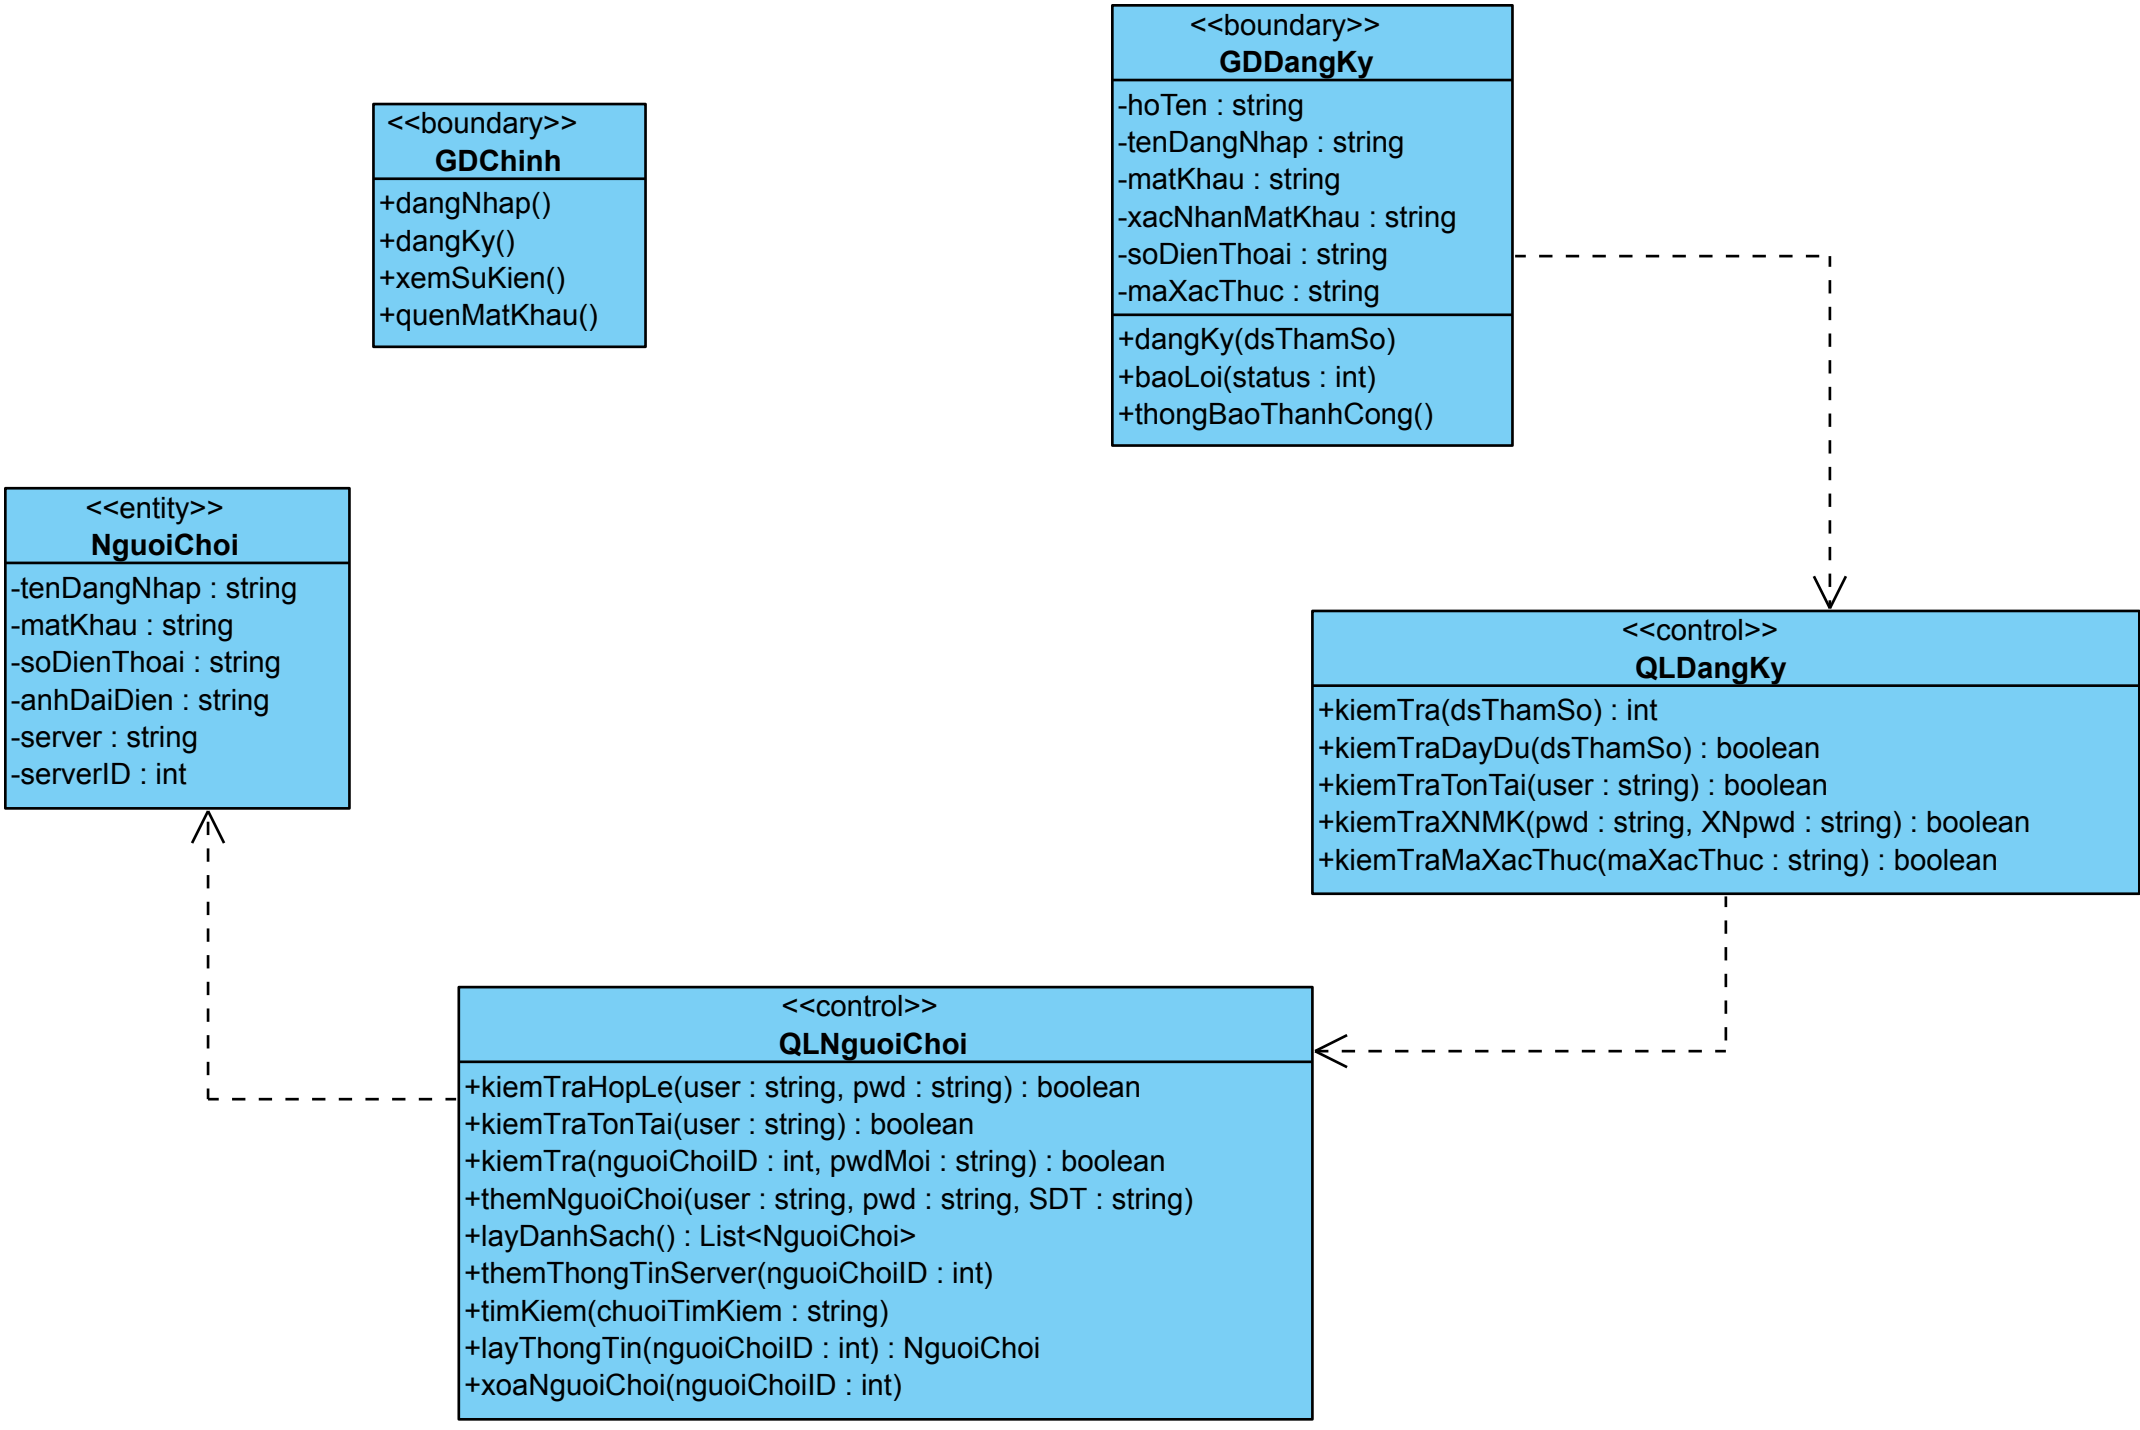 <<boundary>>
GDDangKy
-hoTen : string
-tenDangNhap : string
-matKhau : string
-xacNhanMatKhau : string
-soDienThoai : string
-maXacThuc : string
+dangKy(dsThamSo)
+baoLoi(status : int)
+thongBaoThanhCong()
<<boundary>>
GDChinh
+dangNhap()
+dangKy()
+xemSuKien()
+quenMatKhau()
<<entity>>
NguoiChoi
-tenDangNhap : string
-matKhau : string
-soDienThoai : string
-anhDaiDien : string
-server : string
-serverID : int
<<control>>
QLDangKy
+kiemTra(dsThamSo) : int
+kiemTraDayDu(dsThamSo) : boolean
+kiemTraTonTai(user : string) : boolean
+kiemTraXNMK(pwd : string, XNpwd : string) : boolean
+kiemTraMaXacThuc(maXacThuc : string) : boolean
<<control>>
QLNguoiChoi
+kiemTraHopLe(user : string, pwd : string) : boolean
+kiemTraTonTai(user : string) : boolean
+kiemTra(nguoiChoiID : int, pwdMoi : string) : boolean
+themNguoiChoi(user : string, pwd : string, SDT : string)
+layDanhSach() : List<NguoiChoi>
+themThongTinServer(nguoiChoiID : int)
+timKiem(chuoiTimKiem : string)
+layThongTin(nguoiChoiID : int) : NguoiChoi
+xoaNguoiChoi(nguoiChoiID : int)